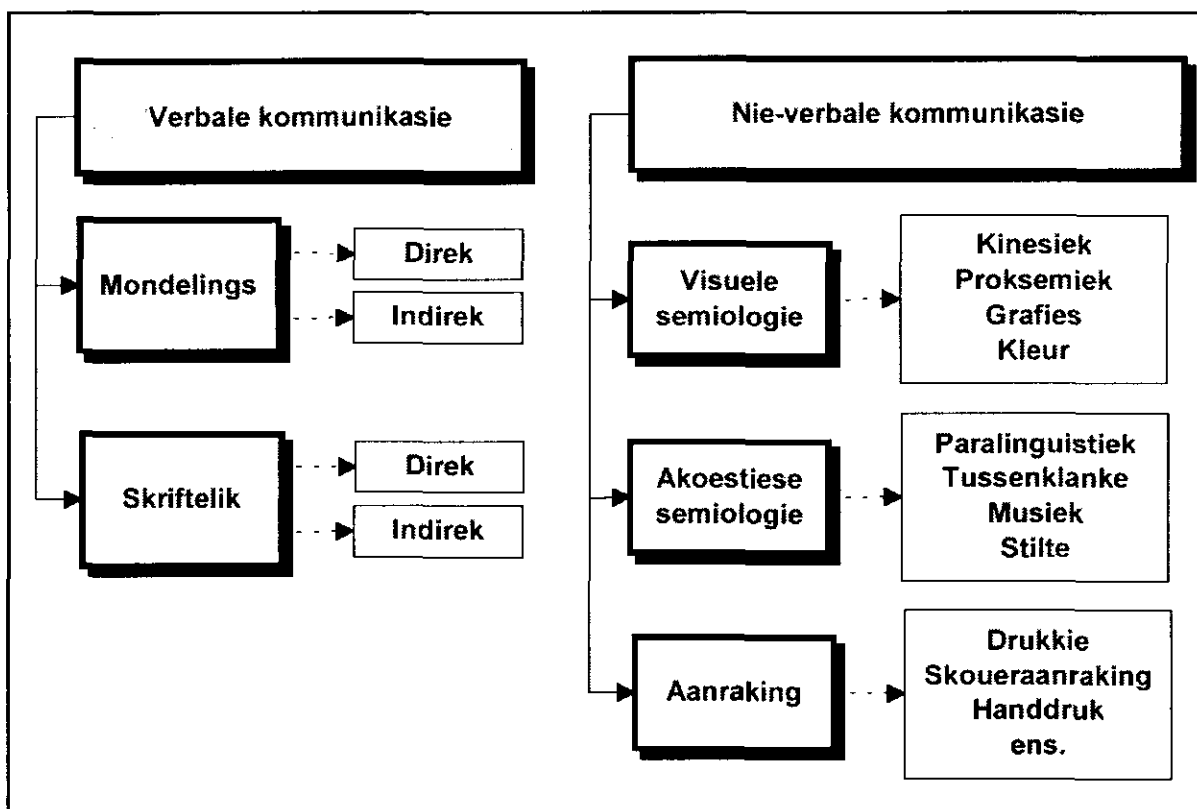 Verbale kommunikasie
Mondelings
Direk
Indirek
Skriftelik
Direk
Indirek
Nie-verbale kommunikasie
Visuele
semiologie
Kinesiek
Proksemiek
Grafies
Kleur
Akoestiese
semiologie
Paralinguistiek
Tussenklanke
Musiek
Stilte
Aanraking
Drukkie
Skoueraanraking
Handdruk
ens.